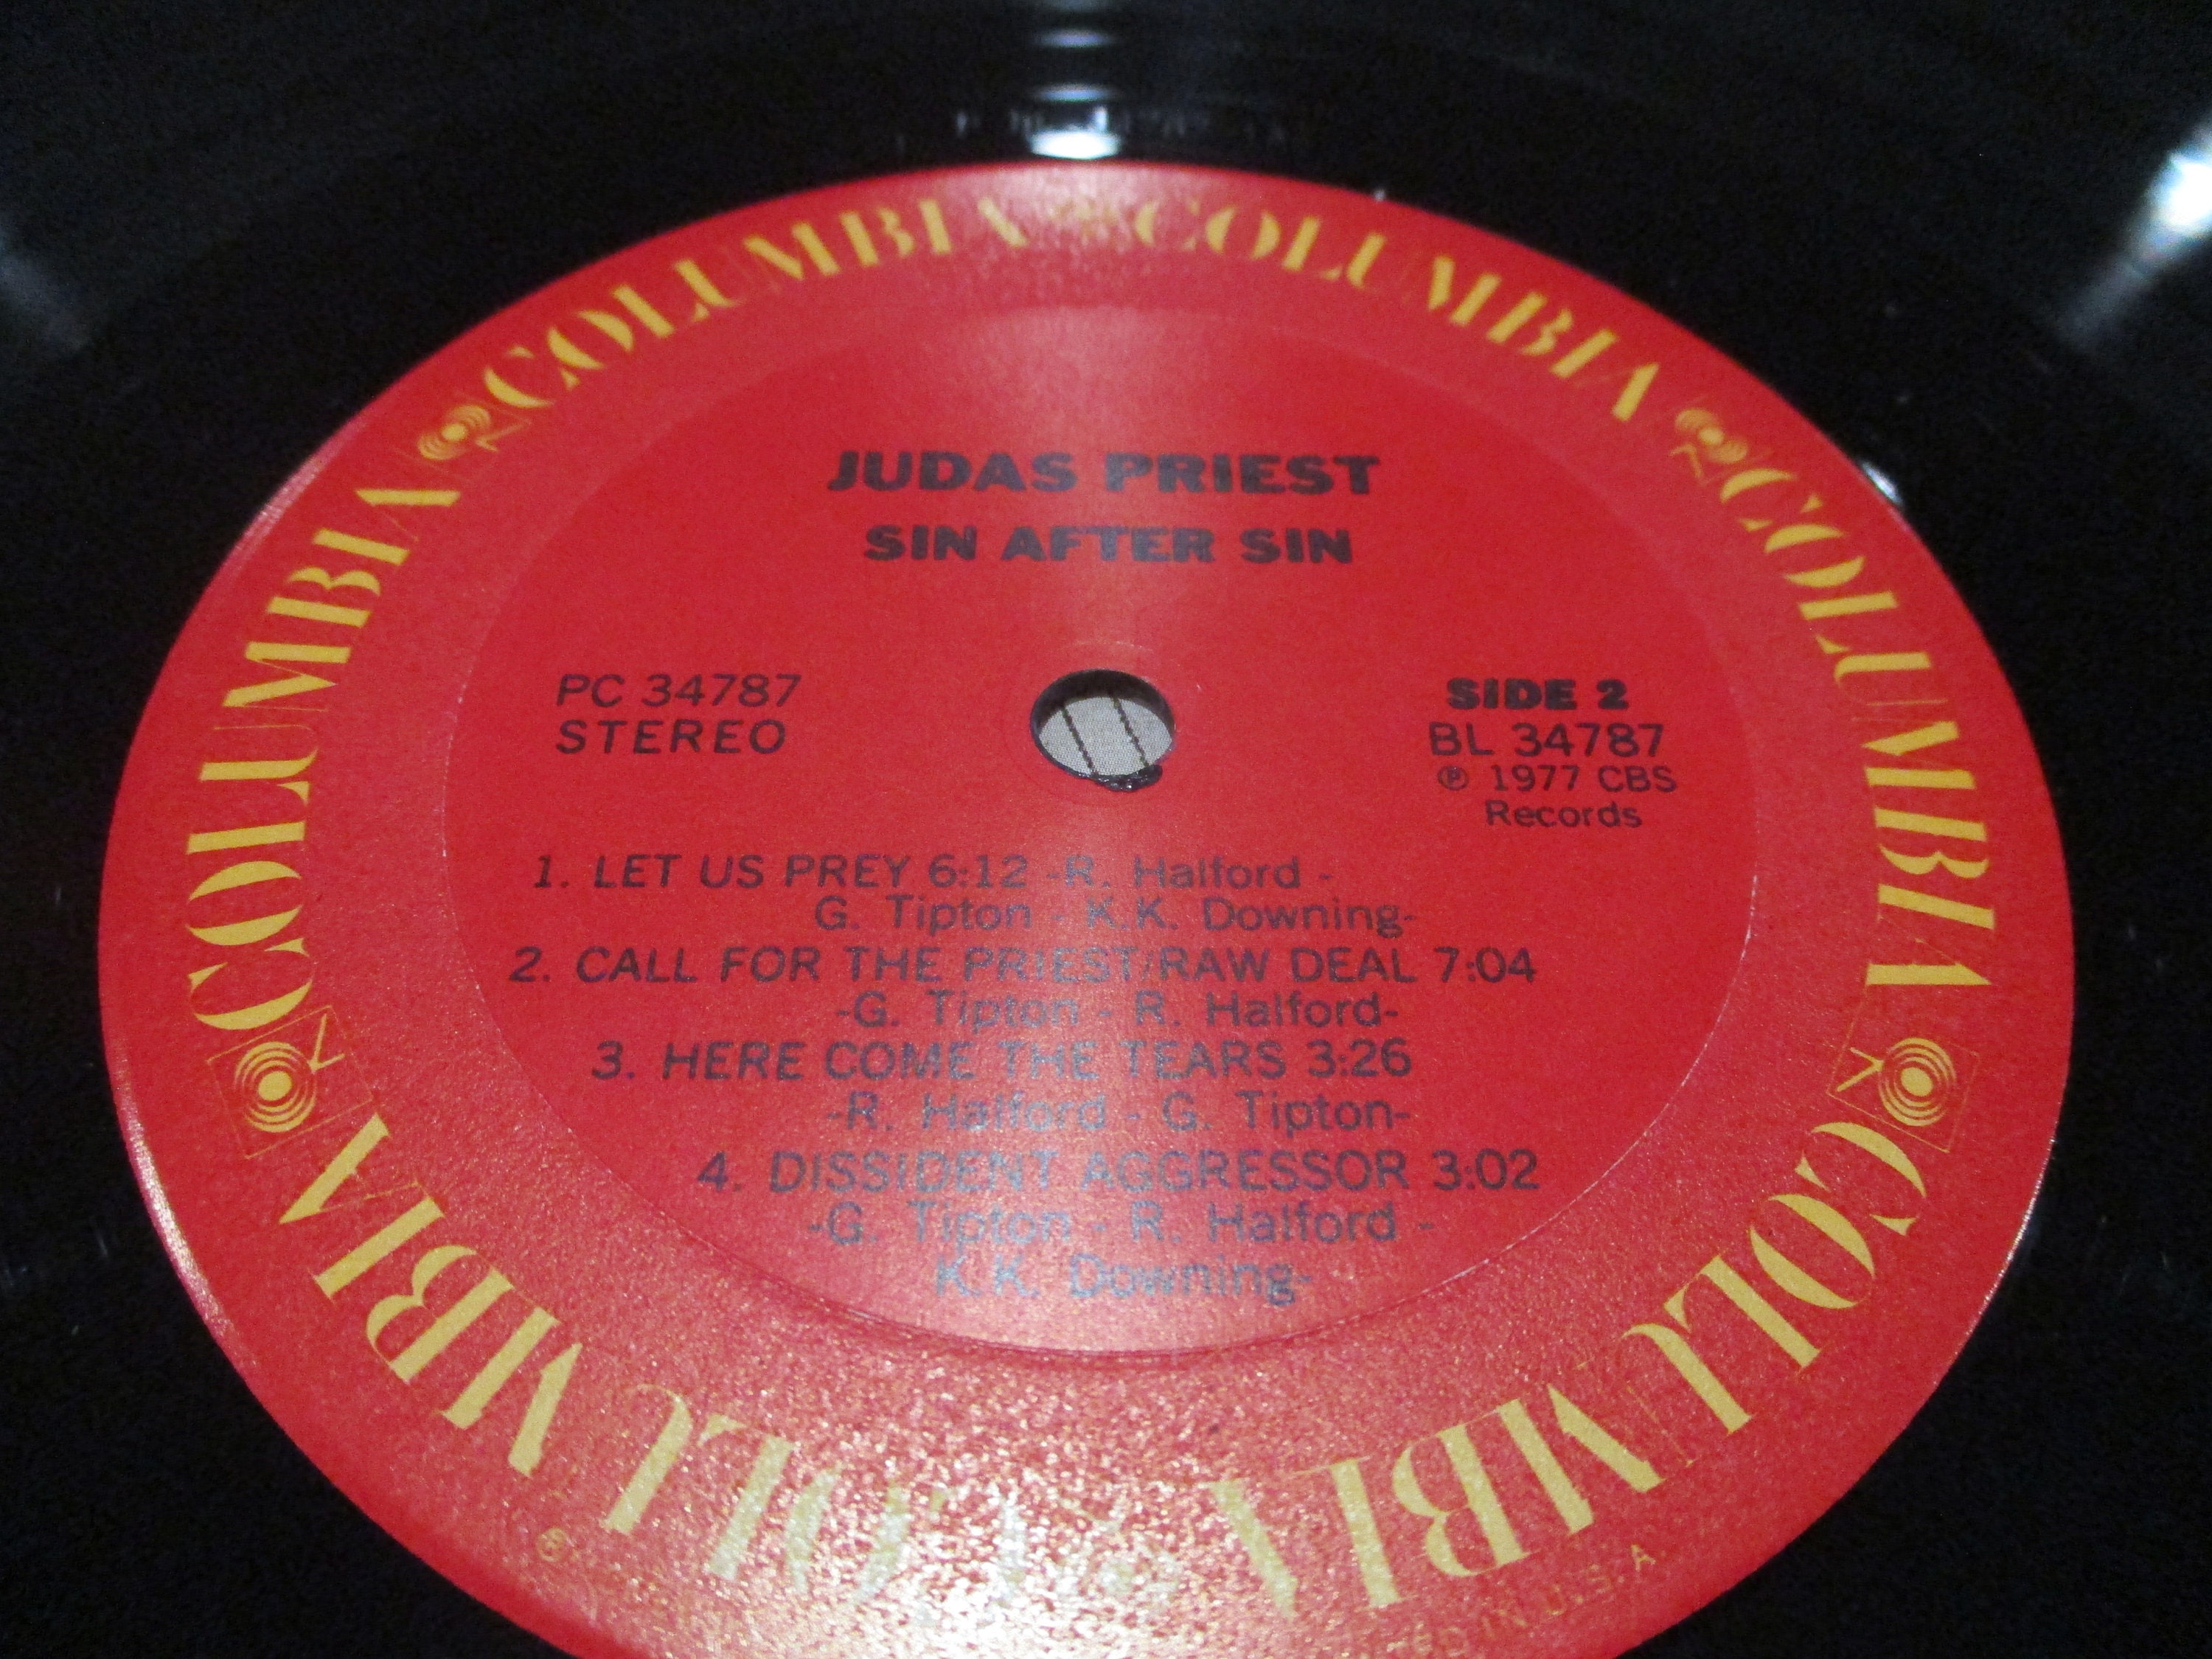 COLUMBIA COLUMBIA COLUMBIA COLUMBIA COLUMBIA COLUMBIA
JUDAS PRIEST
SIN AFTER SIN
PC 34787
STEREO
SIDE 2
BL 34787
℗ 1977 CBS
Records
1. LET US PREY 6:12 -R. Halford -
G. Tipton - K.K. Downing-
2. CALL FOR THE PRIEST/RAW DEAL 7:04
-G. Tipton - R. Halford-
3. HERE COME THE TEARS 3:26
-R. Halford - G. Tipton-
4. DISSIDENT AGGRESSOR 3:02
-G. Tipton - R. Halford -
K.K. Downing-
®
IN U.S.A